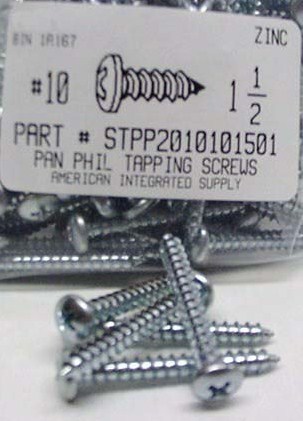 BIN 1A167 ZINC
#10 1 1/2
PART # STPP2010101501
PAN PHIL TAPPING SCREWS
AMERICAN INTEGRATED SUPPLY